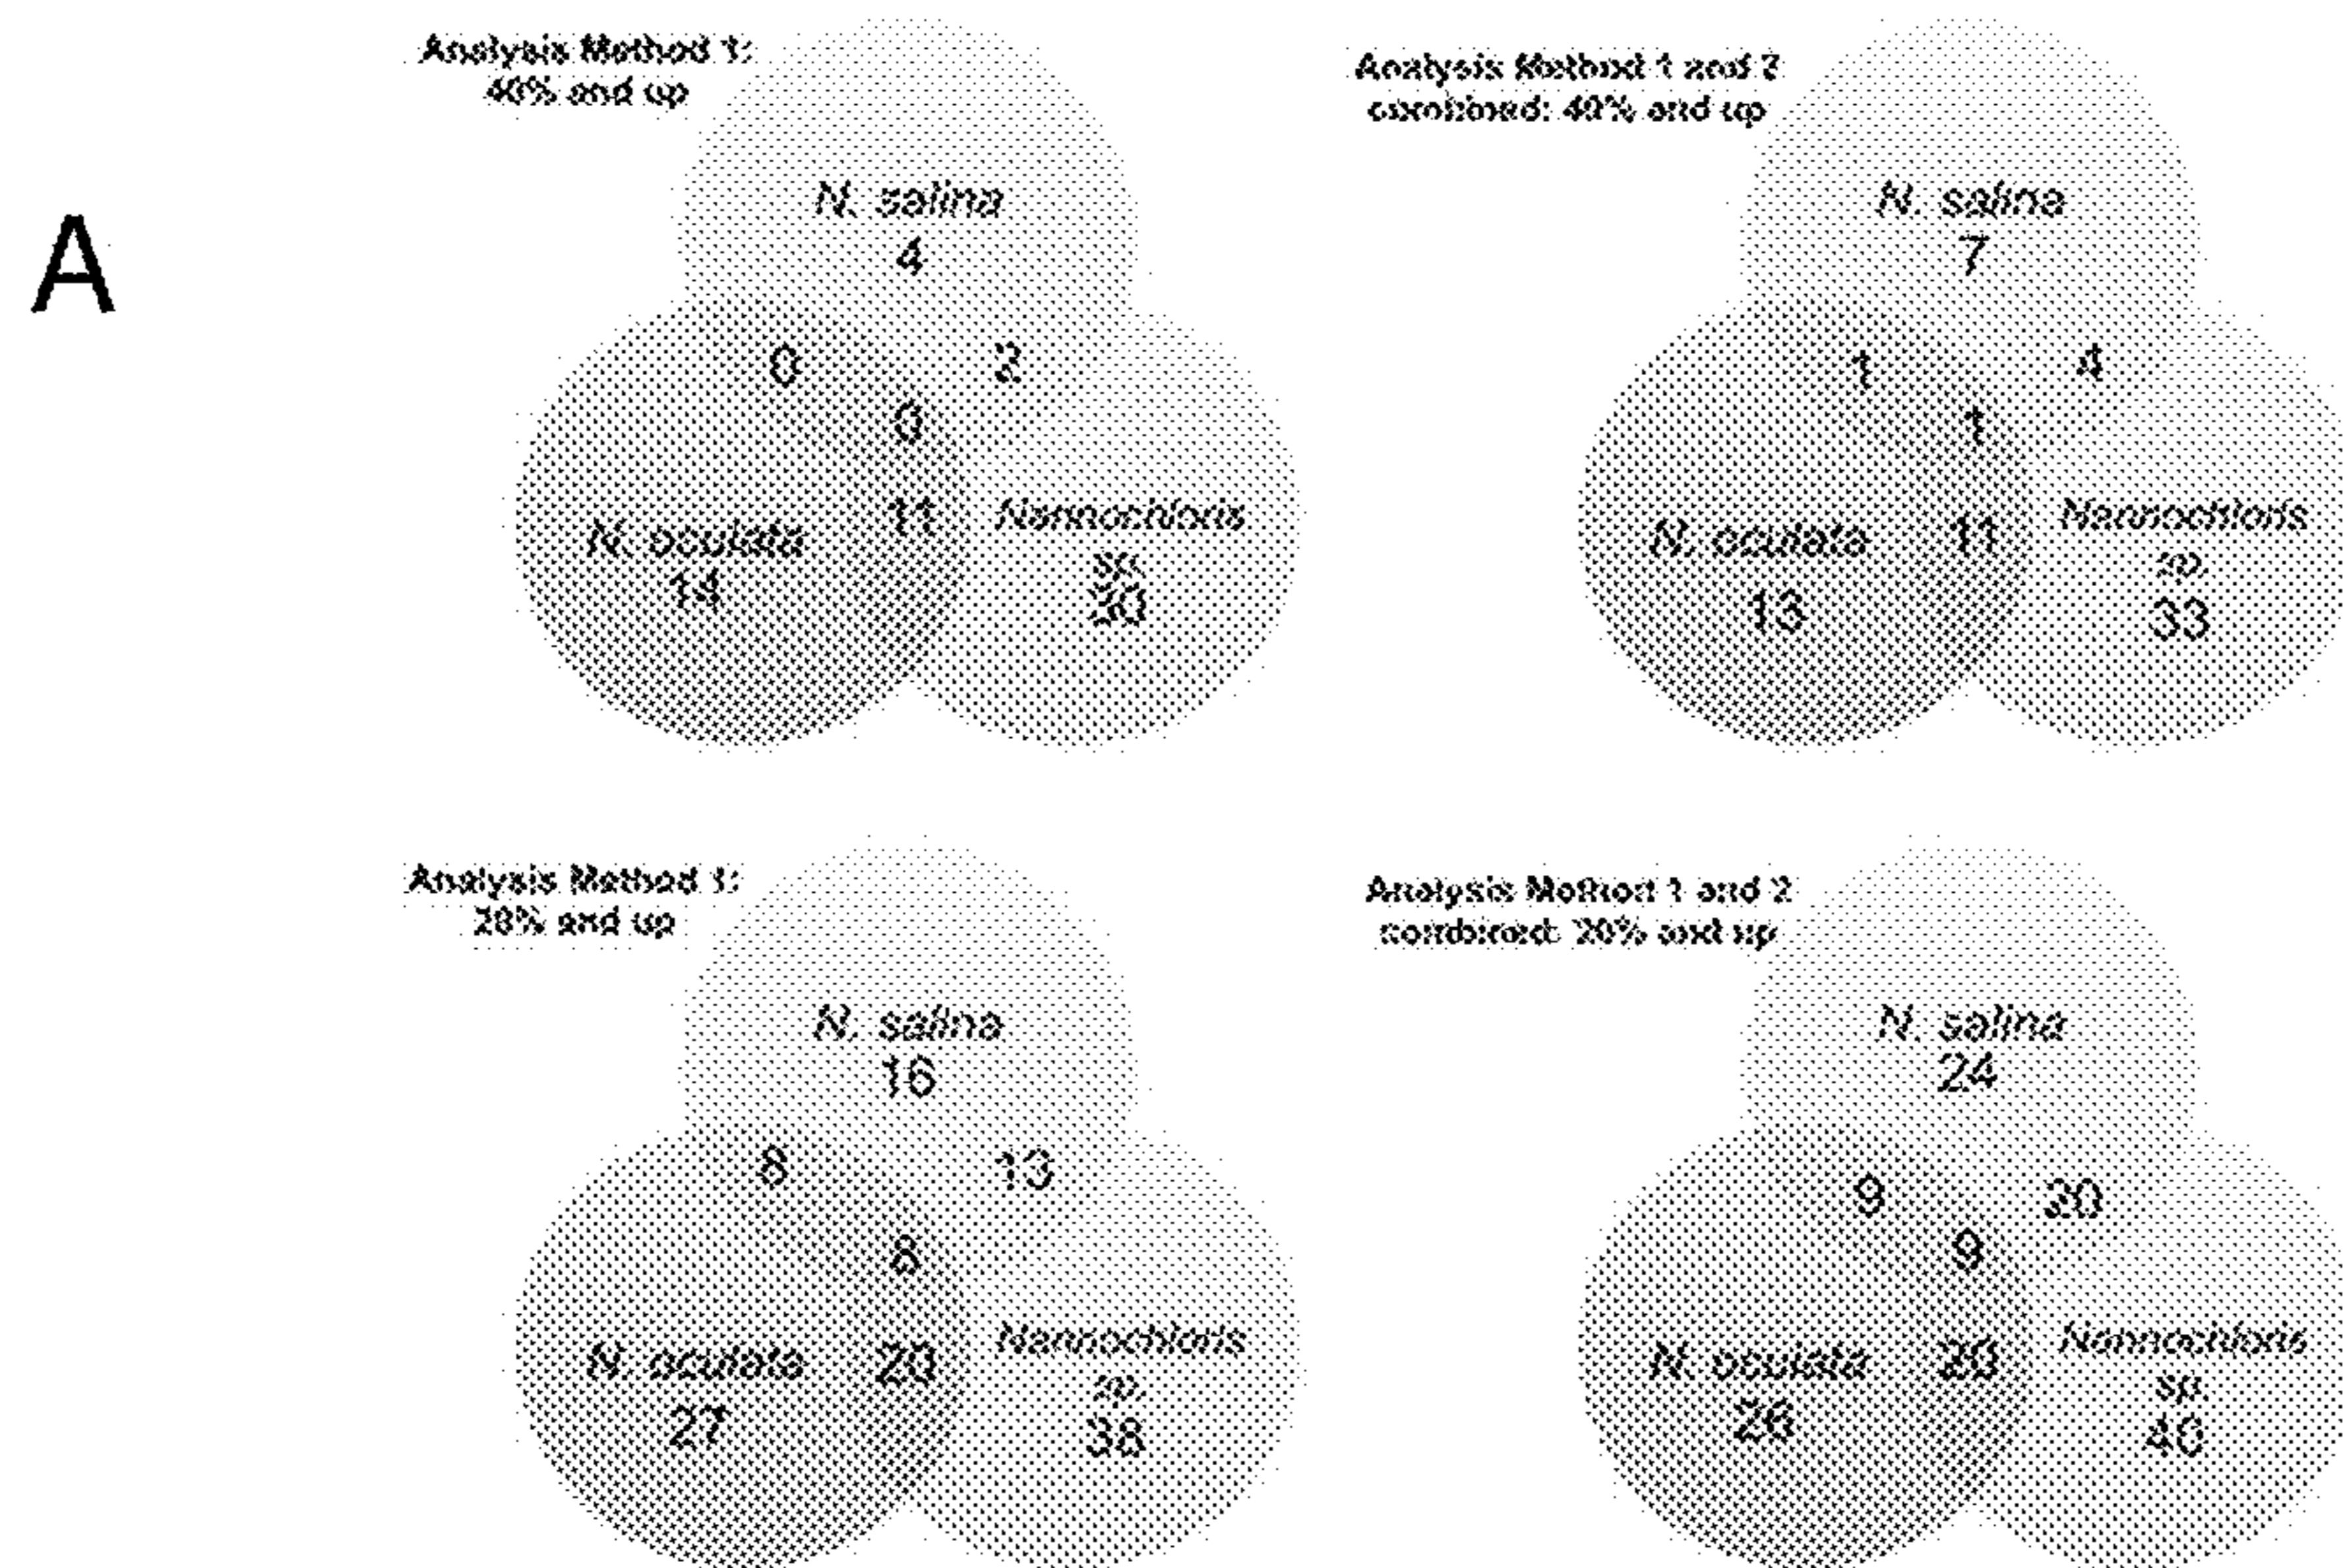 A
Analysis Method 1:
40% and up
N. salina
4
0
2
0
11
N. oculata
14
Nannochloris
sp.
30
Analysis Method 1 and 2
combined: 40% and up
N. salina
7
1
4
1
11
N. oculata
13
Nannochloris
sp.
33
Analysis Method 1:
20% and up
N. salina
16
8
13
8
20
N. oculata
27
Nannochloris
sp.
38
Analysis Method 1 and 2
combined: 20% and up
N. salina
24
9
20
9
20
N. oculata
26
Nannochloris
sp.
40